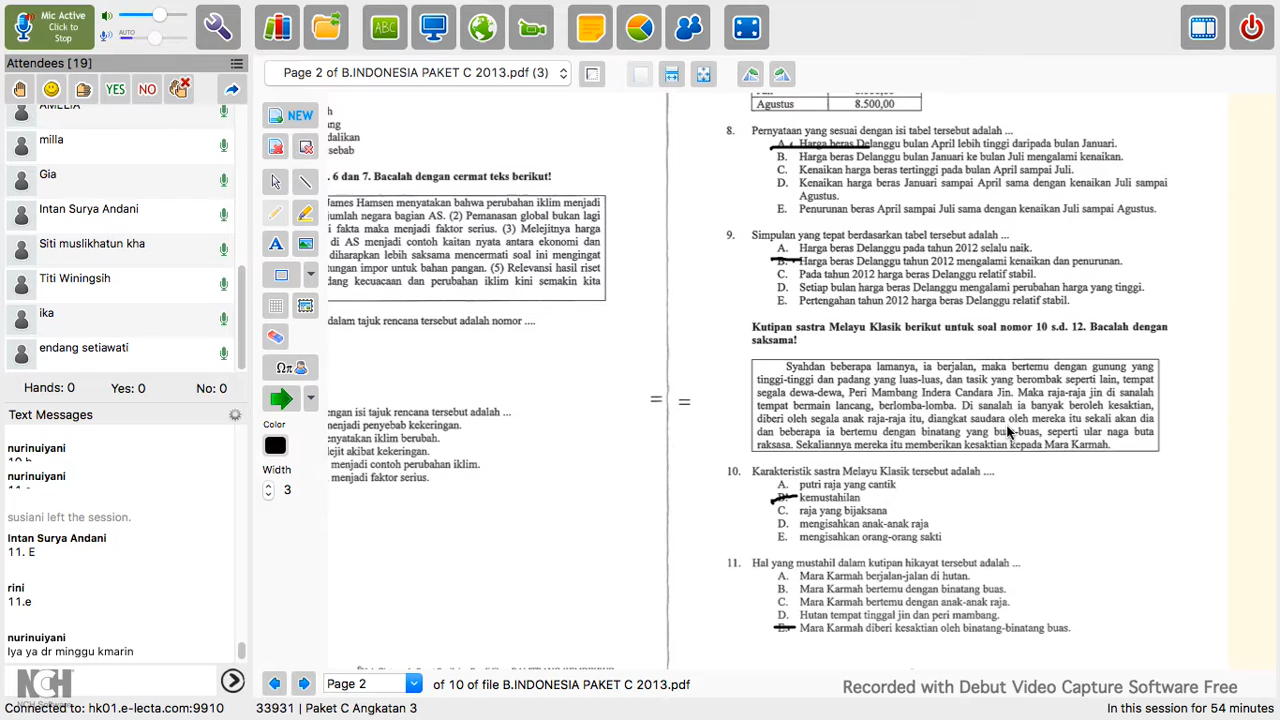 Mic Active
Click to
Stop
AUTO
ABC
Attendees [19]
YES
NO
AMELIA
milla
Gia
Intan Surya Andani
Siti muslikhatun kha
Titi Winingsih
ika
endang setiawati
Hands: 0 Yes: 0 No: 0
Text Messages
nurinuiyani
nurinuiyani
susiani left the session.
Intan Surya Andani
11. E
rini
11.e
nurinuiyani
Iya ya dr minggu kmarin
NCH
Connected to: hk01.e-lecta.com:9910
Page 2 of B.INDONESIA PAKET C 2013.pdf (3)
NEW
Color
Width
3
ang
dalikan
sebab
. 6 dan 7. Bacalah dengan cermat teks berikut!
James Hamsen menyatakan bahwa perubahan iklim menjadi
jumlah negara bagian AS. (2) Pemanasan global bukan lagi
i fakta maka menjadi faktor serius. (3) Melejitnya harga
di AS menjadi contoh kaitan nyata antara ekonomi dan
diharapkan lebih saksama mencermati soal ini mengingat
ungan impor untuk bahan pangan. (5) Relevansi hasil riset
dang kecuacaan dan perubahan iklim kini semakin kita
dalam tajuk rencana tersebut adalah nomor ....
engan isi tajuk rencana tersebut adalah ...
menjadi penyebab kekeringan.
enyatakan iklim berubah.
lejit akibat kekeringan.
menjadi contoh perubahan iklim.
menjadi faktor serius.
= =
Agustus 8.500,00
8. Pernyataan yang sesuai dengan isi tabel tersebut adalah ...
A. Harga beras Delanggu bulan April lebih tinggi daripada bulan Januari.
B. Harga beras Delanggu bulan Januari ke bulan Juli mengalami kenaikan.
C. Kenaikan harga beras tertinggi pada bulan April sampai Juli.
D. Kenaikan harga beras Januari sampai April sama dengan kenaikan Juli sampai
Agustus.
E. Penurunan beras April sampai Juli sama dengan kenaikan Juli sampai Agustus.
9. Simpulan yang tepat berdasarkan tabel tersebut adalah ...
A. Harga beras Delanggu pada tahun 2012 selalu naik.
B. Harga beras Delanggu tahun 2012 mengalami kenaikan dan penurunan.
C. Pada tahun 2012 harga beras Delanggu relatif stabil.
D. Setiap bulan harga beras Delanggu mengalami perubahan harga yang tinggi.
E. Pertengahan tahun 2012 harga beras Delanggu relatif stabil.
Kutipan sastra Melayu Klasik berikut untuk soal nomor 10 s.d. 12. Bacalah dengan
saksama!
Syahdan beberapa lamanya, ia berjalan, maka bertemu dengan gunung yang
tinggi-tinggi dan padang yang luas-luas, dan tasik yang berombak seperti lain, tempat
segala dewa-dewa, Peri Mambang Indera Candara Jin. Maka raja-raja jin di sanalah
tempat bermain lancang, berlomba-lomba. Di sanalah ia banyak beroleh kesaktian,
diberi oleh segala anak raja-raja itu, diangkat saudara oleh mereka itu sekali akan dia
dan beberapa ia bertemu dengan binatang yang buas-buas, seperti ular naga buta
raksasa. Sekaliannya mereka itu memberikan kesaktian kepada Mara Karmah.
10. Karakteristik sastra Melayu Klasik tersebut adalah ....
A. putri raja yang cantik
B. kemustahilan
C. raja yang bijaksana
D. mengisahkan anak-anak raja
E. mengisahkan orang-orang sakti
11. Hal yang mustahil dalam kutipan hikayat tersebut adalah ...
A. Mara Karmah berjalan-jalan di hutan.
B. Mara Karmah bertemu dengan binatang buas.
C. Mara Karmah bertemu dengan anak-anak raja.
D. Hutan tempat tinggal jin dan peri mambang.
E. Mara Karmah diberi kesaktian oleh binatang-binatang buas.
Page 2 of 10 of file B.INDONESIA PAKET C 2013.pdf
Recorded with Debut Video Capture Software Free
33931 | Paket C Angkatan 3
In this session for 54 minutes